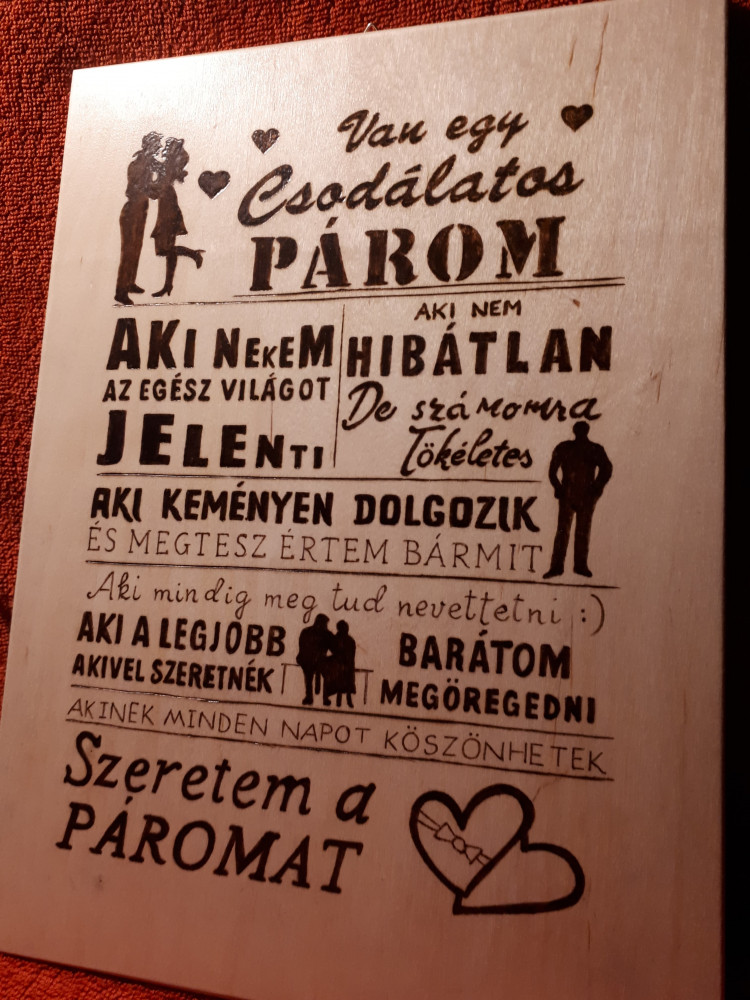 Van egy
Csodálatos
PÁROM
AKI NEKEM
AZ EGÉSZ VILÁGOT
JELENTI
AKI NEM
HIBÁTLAN
De számomra
Tökéletes
AKI KEMÉNYEN DOLGOZIK
ÉS MEGTESZ ÉRTEM BÁRMIT
Aki mindig meg tud nevettetni :)
AKI A LEGJOBB BARÁTOM
AKIVEL SZERETNÉK MEGÖREGEDNI
AKINEK MINDEN NAPOT KÖSZÖNHETEK
Szeretem a
PÁROMAT